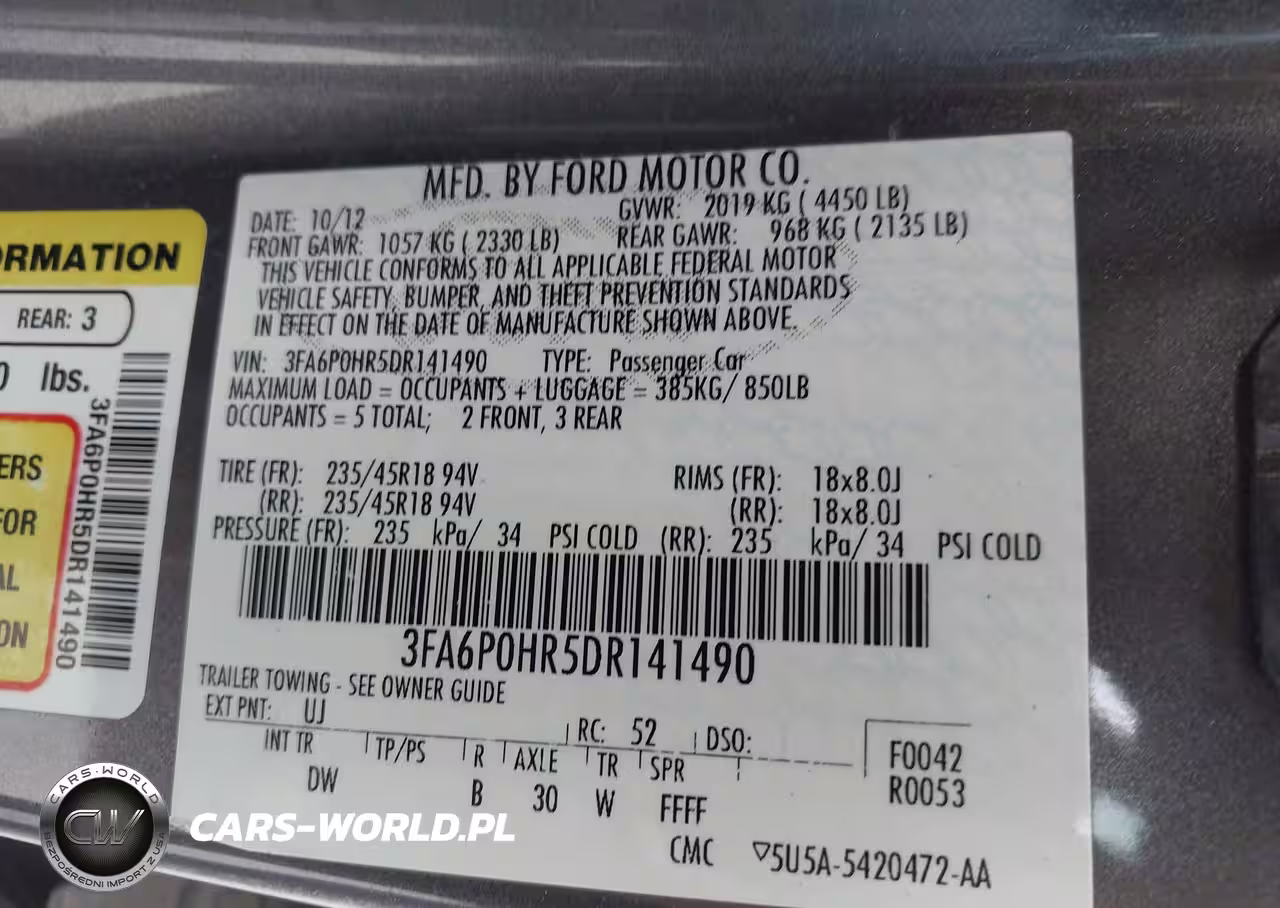 MFD. BY FORD MOTOR CO.
DATE: 10/12 GVWR: 2019 KG ( 4450 LB)
FRONT GAWR: 1057 KG ( 2330 LB) REAR GAWR: 968 KG ( 2135 LB)
THIS VEHICLE CONFORMS TO ALL APPLICABLE FEDERAL MOTOR
VEHICLE SAFETY, BUMPER, AND THEFT PREVENTION STANDARDS
IN EFFECT ON THE DATE OF MANUFACTURE SHOWN ABOVE.
VIN: 3FA6P0HR5DR141490 TYPE: Passenger Car
MAXIMUM LOAD = OCCUPANTS + LUGGAGE = 385KG/ 850LB
OCCUPANTS = 5 TOTAL; 2 FRONT, 3 REAR
TIRE (FR): 235/45R18 94V RIMS (FR): 18x8.0J
(RR): 235/45R18 94V (RR): 18x8.0J
PRESSURE (FR): 235 kPa/ 34 PSI COLD (RR): 235 kPa/ 34 PSI COLD
3FA6P0HR5DR141490
TRAILER TOWING - SEE OWNER GUIDE
EXT PNT: UJ RC: 52 DSO:
INT TR TP/PS R AXLE TR SPR
DW B 30 W FFFF
F0042
R0053
CMC ▽5U5A-5420472-AA
ORMATION
REAR: 3
0 lbs.
3FA6P0HR5DR141490
ERS
FOR
AL
ON
CARS-WORLD
CW
BEZPOŚREDNI IMPORT Z USA
CARS-WORLD.PL